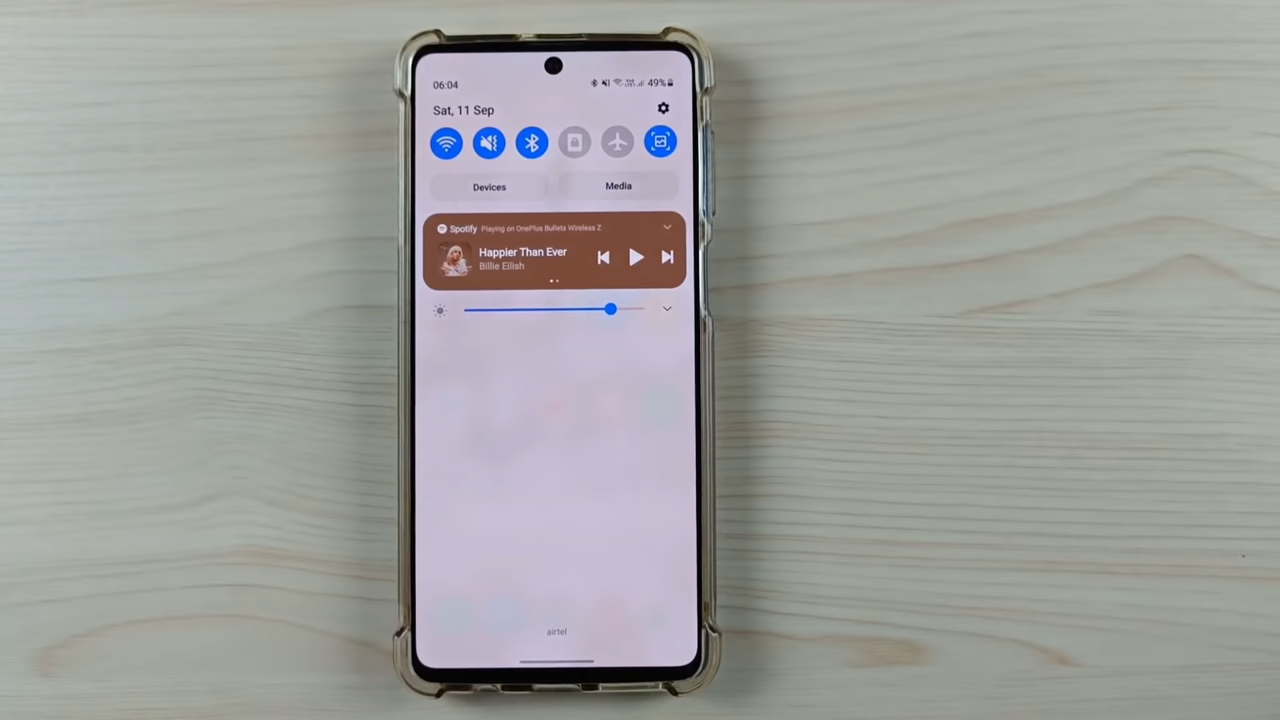 06:04
49%
Sat, 11 Sep
Devices
Media
Spotify Playing on OnePlus Bullets Wireless Z
Happier Than Ever
Billie Eilish
airtel